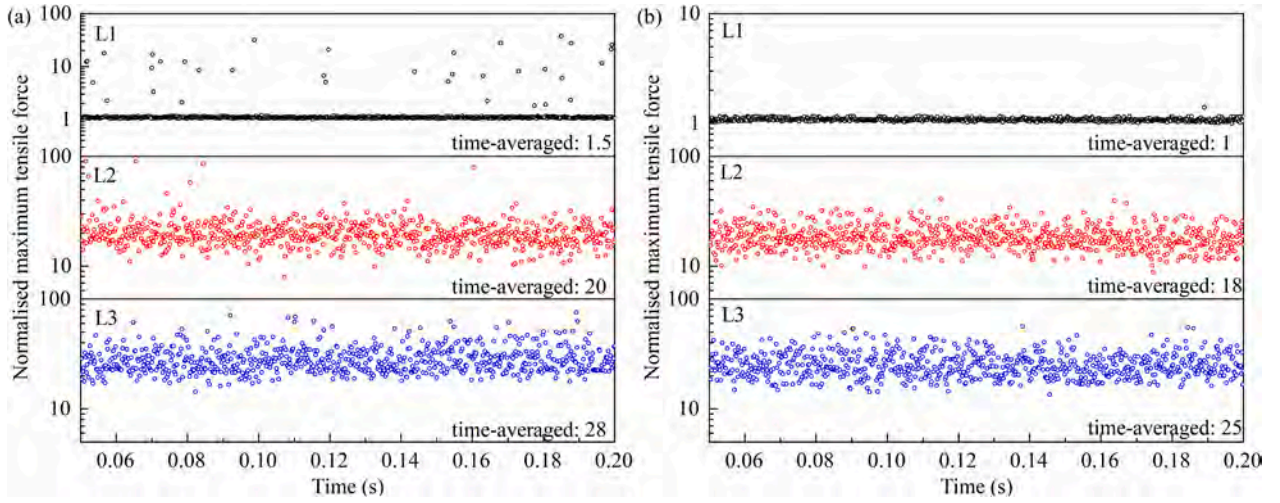 (a)
Normalised maximum tensile force
100
10
1
100
10
100
10
L1
time-averaged: 1.5
L2
time-averaged: 20
L3
time-averaged: 28
0.06 0.08 0.10 0.12 0.14 0.16 0.18 0.20
Time (s)
(b)
Normalised maximum tensile force
10
1
100
10
100
10
L1
time-averaged: 1
L2
time-averaged: 18
L3
time-averaged: 25
0.06 0.08 0.10 0.12 0.14 0.16 0.18 0.20
Time (s)